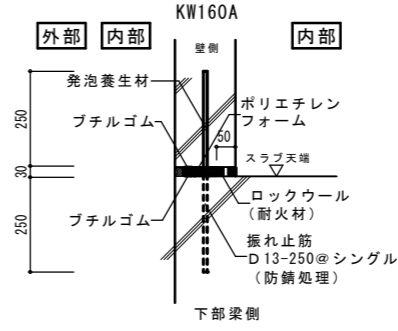 KW160A
外部 内部 内部
壁側
発泡養生材
ポリエチレン
フォーム
ブチルゴム
50
スラブ天端
250
30
250
ロックウール
(耐火材)
ブチルゴム
振れ止筋
D13-250@シングル
(防錆処理)
下部梁側